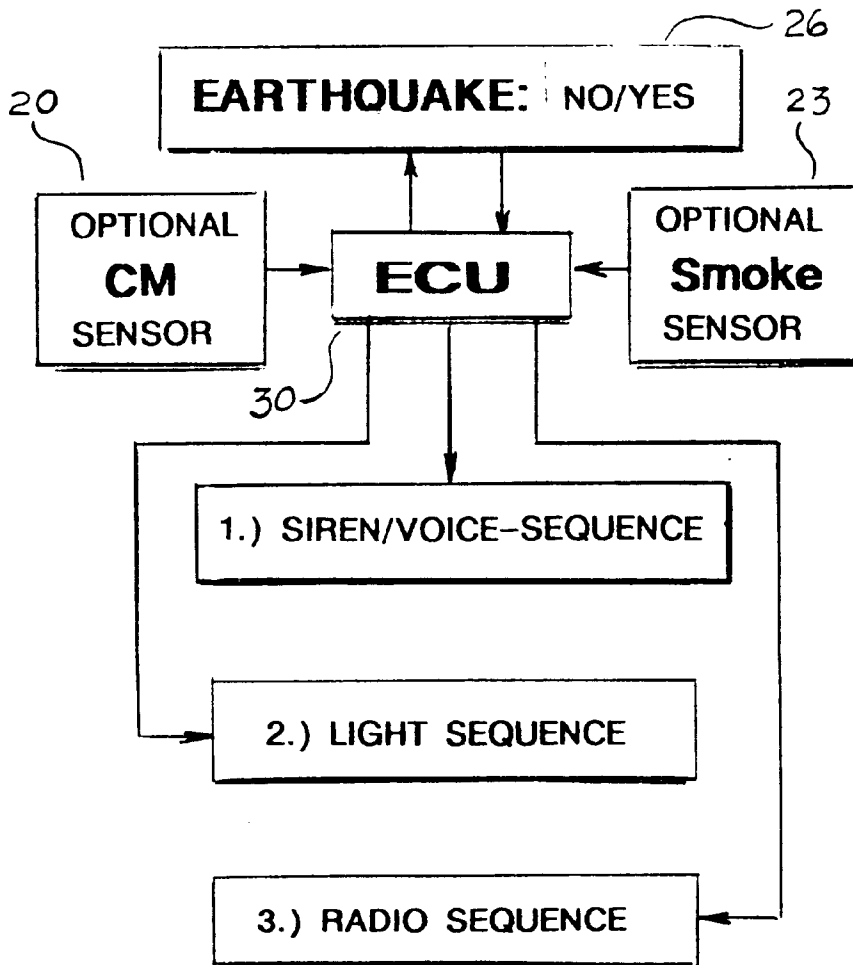 26
EARTHQUAKE: NO/YES
20
23
OPTIONAL
CM
SENSOR
ECU
OPTIONAL
Smoke
SENSOR
30
1.) SIREN/VOICE-SEQUENCE
2.) LIGHT SEQUENCE
3.) RADIO SEQUENCE